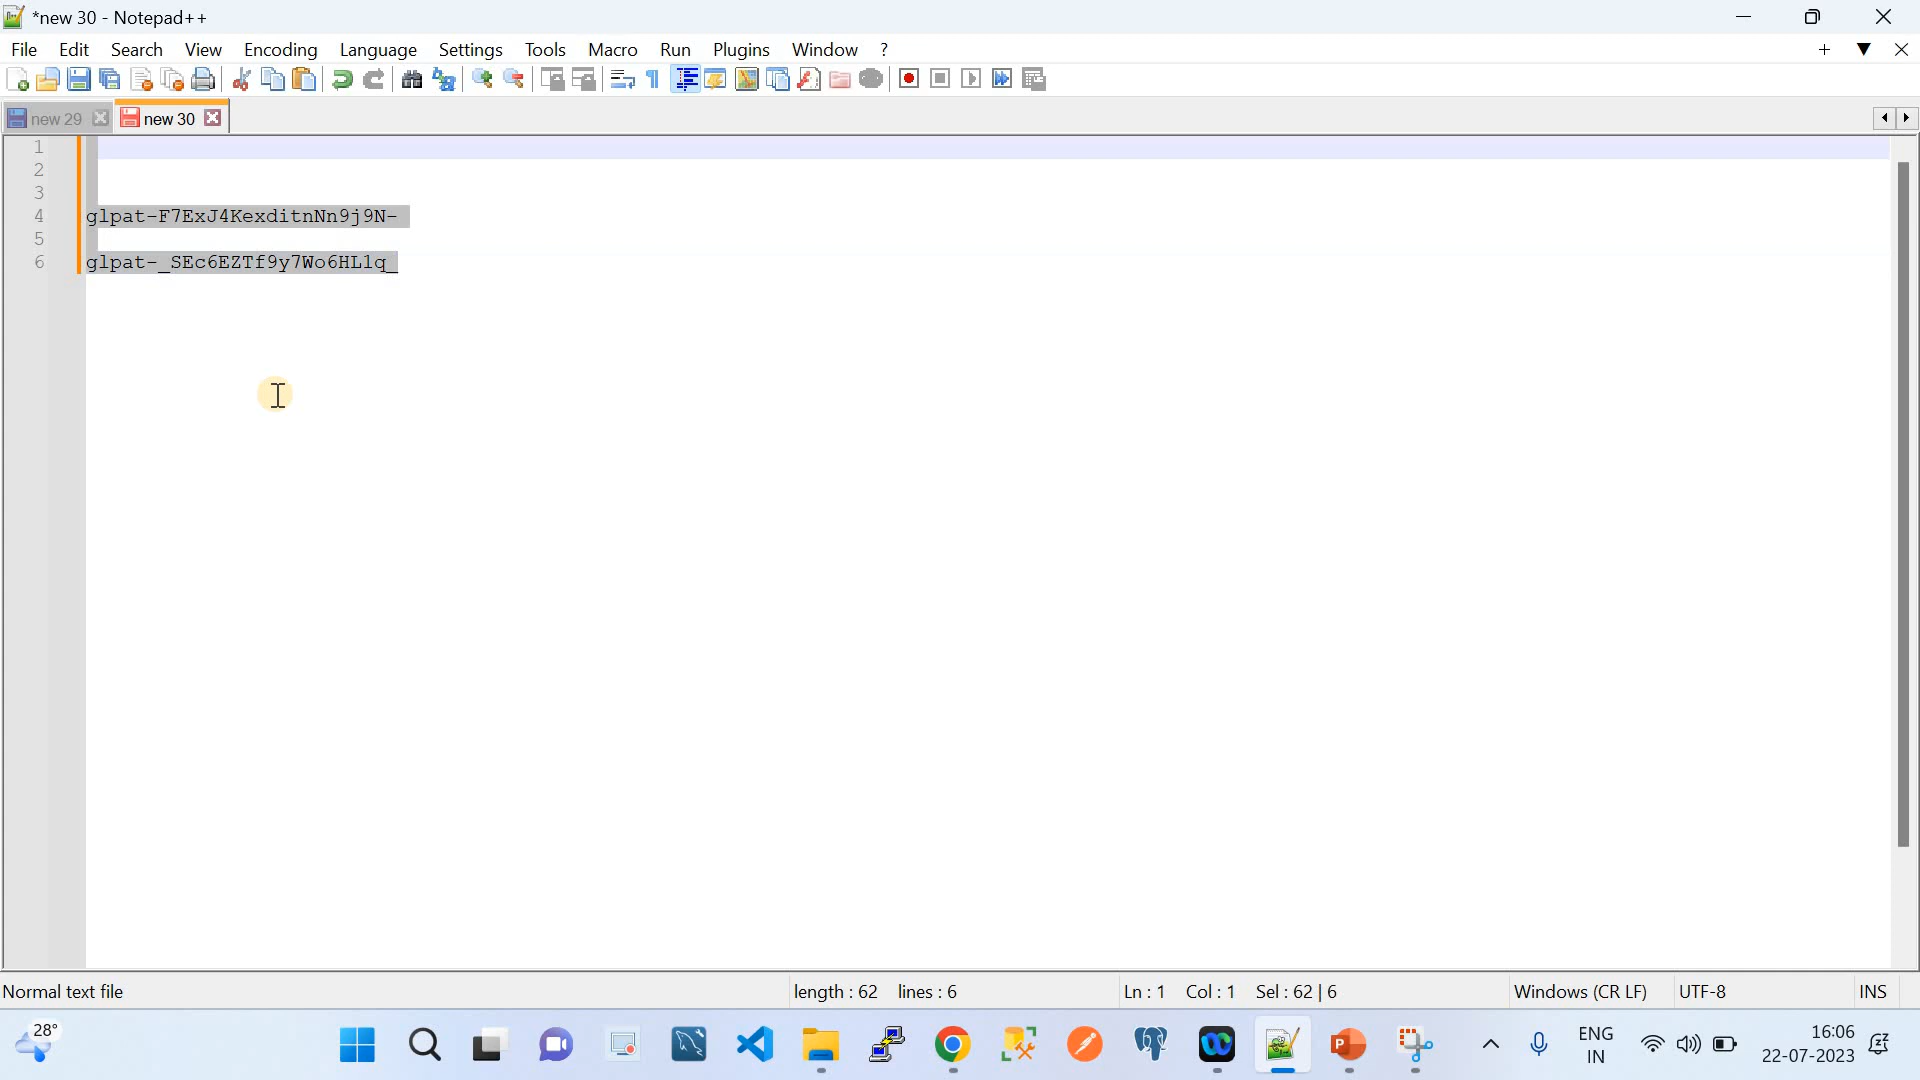 *new 30 - Notepad++
File Edit Search View Encoding Language Settings Tools Macro Run Plugins Window ?
new 29 new 30
1
2
3
4 glpat-F7ExJ4KexditnNn9j9N-
5
6 glpat-_SEc6EZTf9y7Wo6HL1q_
Normal text file length : 62 lines : 6 Ln : 1 Col : 1 Sel : 62 | 6 Windows (CR LF) UTF-8 INS
28° ENG 16:06
IN 22-07-2023